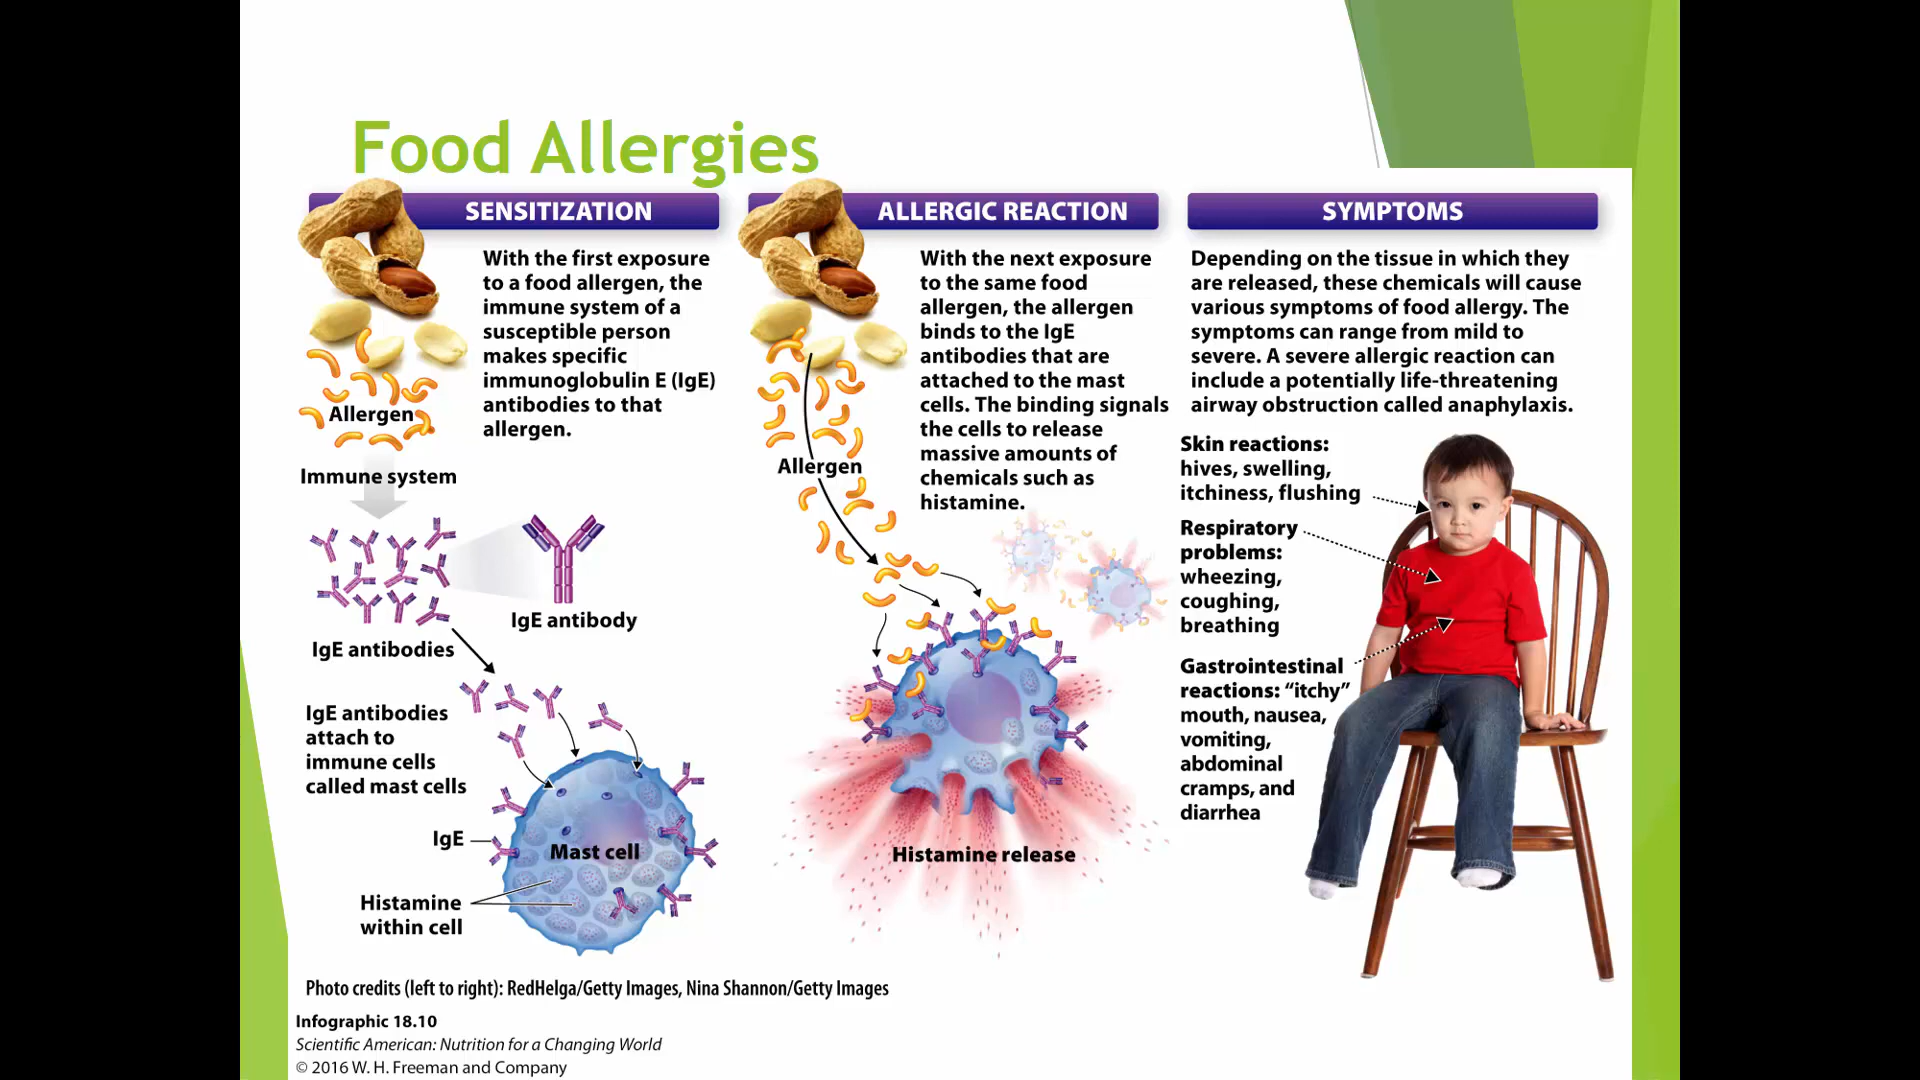 Food Allergies
SENSITIZATION
With the first exposure
to a food allergen, the
immune system of a
susceptible person
makes specific
immunoglobulin E (IgE)
antibodies to that
allergen.
Allergen
Immune system
IgE antibody
IgE antibodies
IgE antibodies
attach to
immune cells
called mast cells
IgE
Mast cell
Histamine
within cell
ALLERGIC REACTION
With the next exposure
to the same food
allergen, the allergen
binds to the IgE
antibodies that are
attached to the mast
cells. The binding signals
the cells to release
massive amounts of
chemicals such as
histamine.
Allergen
Histamine release
SYMPTOMS
Depending on the tissue in which they
are released, these chemicals will cause
various symptoms of food allergy. The
symptoms can range from mild to
severe. A severe allergic reaction can
include a potentially life-threatening
airway obstruction called anaphylaxis.
Skin reactions:
hives, swelling,
itchiness, flushing
Respiratory
problems:
wheezing,
coughing,
breathing
Gastrointestinal
reactions: “itchy”
mouth, nausea,
vomiting,
abdominal
cramps, and
diarrhea
Photo credits (left to right): RedHelga/Getty Images, Nina Shannon/Getty Images
Infographic 18.10
Scientific American: Nutrition for a Changing World
© 2016 W. H. Freeman and Company